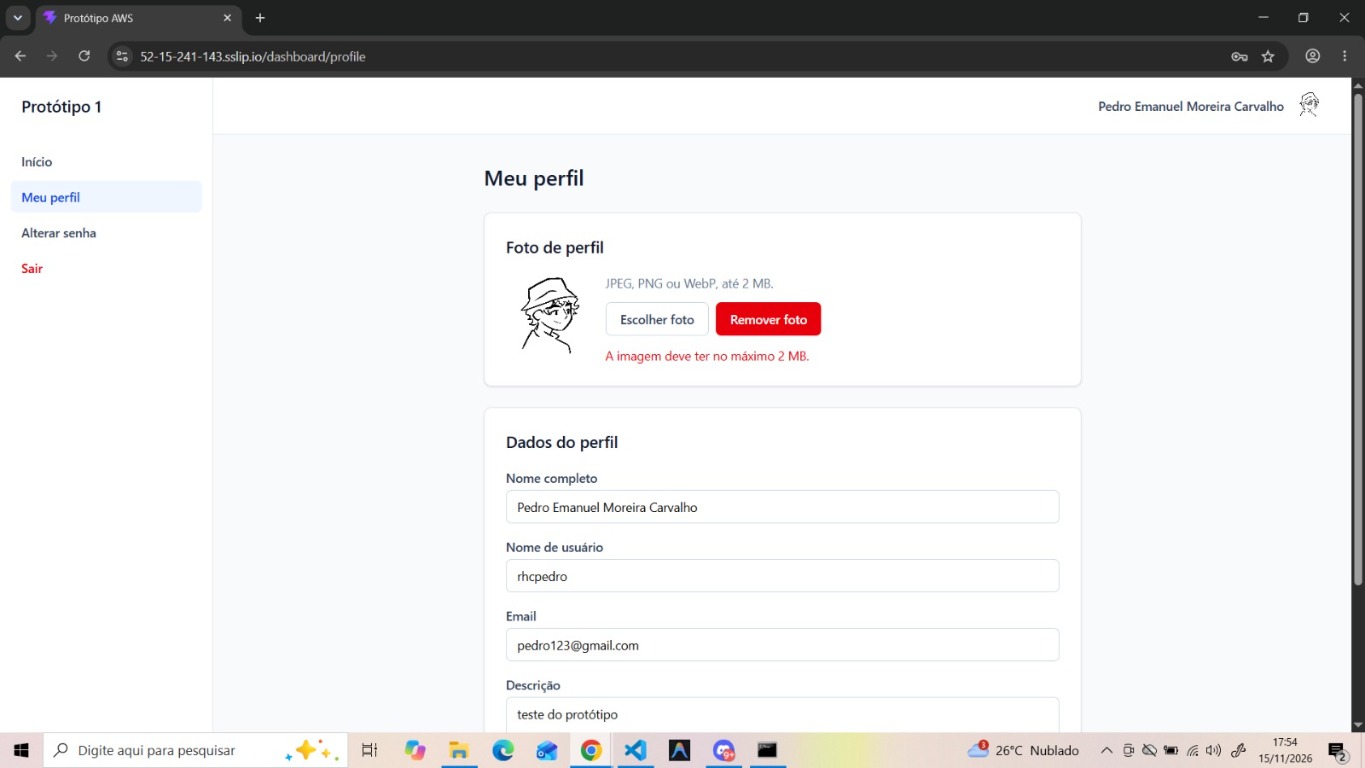 Protótipo AWS
52-15-241-143.sslip.io/dashboard/profile
Protótipo 1
Pedro Emanuel Moreira Carvalho
Início
Meu perfil
Alterar senha
Sair
Meu perfil
Foto de perfil
JPEG, PNG ou WebP, até 2 MB.
Escolher foto
Remover foto
A imagem deve ter no máximo 2 MB.
Dados do perfil
Nome completo
Pedro Emanuel Moreira Carvalho
Nome de usuário
rhcpedro
Email
pedro123@gmail.com
Descrição
teste do protótipo
Digite aqui para pesquisar
1
26°C Nublado
17:54
15/11/2026
2